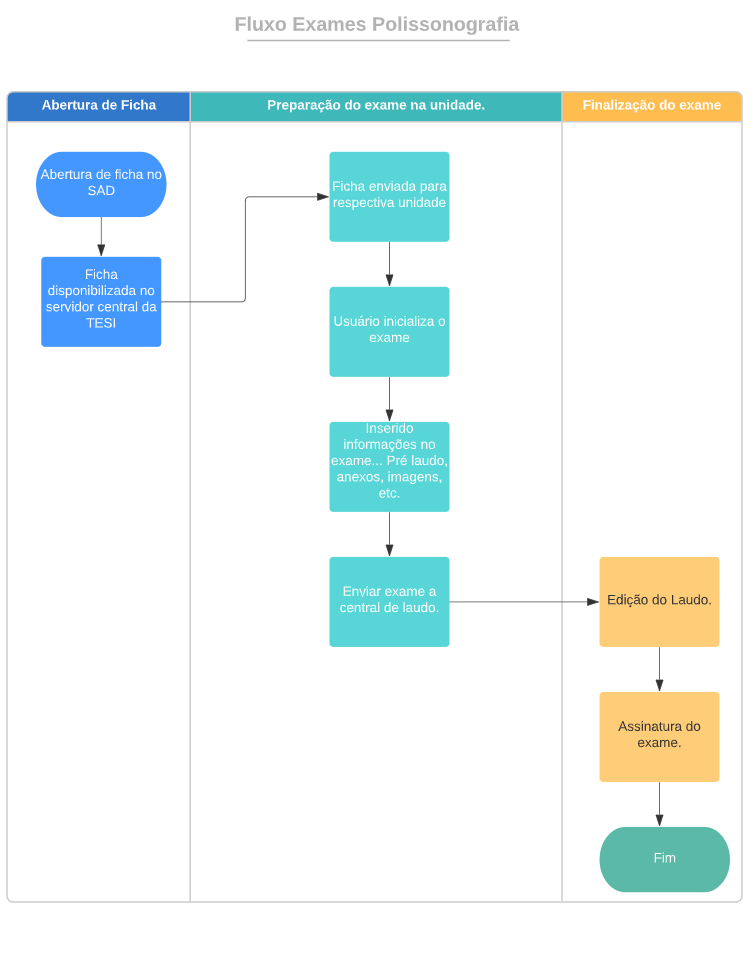 Fluxo Exames Polissonografia
Abertura de Ficha
Preparação do exame na unidade.
Finalização do exame
Abertura de ficha no
SAD
Ficha
disponibilizada no
servidor central da
TESI
Ficha enviada para
respectiva unidade
Usuário inicializa o
exame
Inserido
informações no
exame... Pré laudo,
anexos, imagens,
etc.
Enviar exame a
central de laudo.
Edição do Laudo.
Assinatura do
exame.
Fim